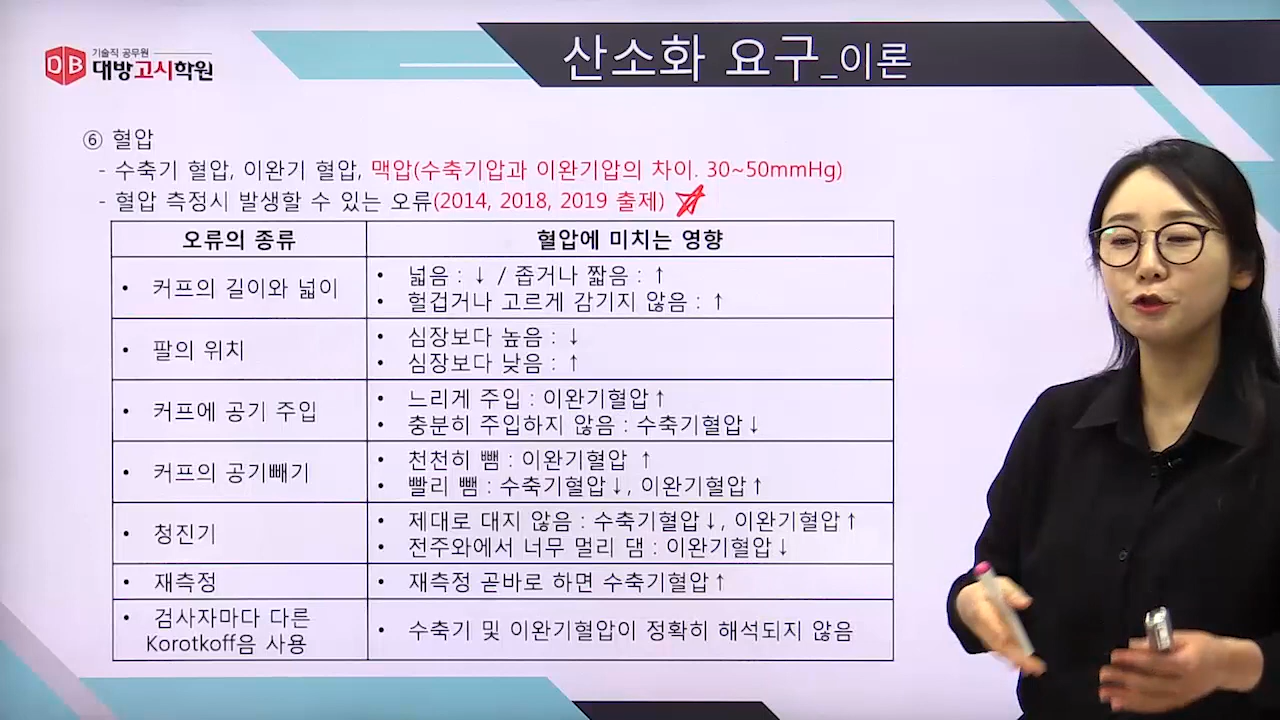 기술직 공무원
DB 대방고시학원
산소화 요구_이론
⑥ 혈압
- 수축기 혈압, 이완기 혈압, 맥압(수축기압과 이완기압의 차이. 30~50mmHg)
- 혈압 측정시 발생할 수 있는 오류(2014, 2018, 2019 출제)
오류의 종류 혈압에 미치는 영향
• 커프의 길이와 넓이
• 넓음 : ↓ / 좁거나 짧음 : ↑
• 헐겁거나 고르게 감기지 않음 : ↑
• 팔의 위치
• 심장보다 높음 : ↓
• 심장보다 낮음 : ↑
• 커프에 공기 주입
• 느리게 주입 : 이완기혈압↑
• 충분히 주입하지 않음 : 수축기혈압↓
• 커프의 공기빼기
• 천천히 뺌 : 이완기혈압 ↑
• 빨리 뺌 : 수축기혈압↓, 이완기혈압↑
• 청진기
• 제대로 대지 않음 : 수축기혈압↓, 이완기혈압↑
• 전주와에서 너무 멀리 댐 : 이완기혈압↓
• 재측정
• 재측정 곧바로 하면 수축기혈압↑
• 검사자마다 다른
Korotkoff음 사용
• 수축기 및 이완기혈압이 정확히 해석되지 않음